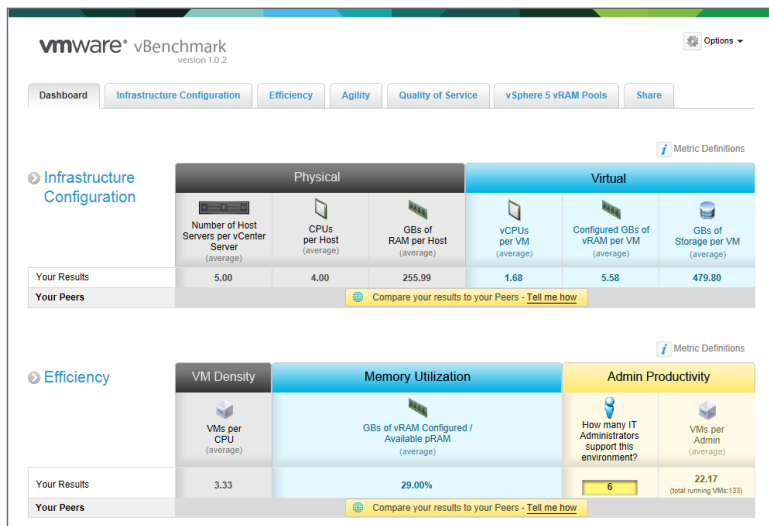 vmware® vBenchmark
version 1.0.2
Options
Dashboard
Infrastructure Configuration
Efficiency
Agility
Quality of Service
vSphere 5 vRAM Pools
Share
i Metric Definitions
Infrastructure
Configuration
Physical
Virtual
Number of Host
Servers per vCenter
Server
(average)
CPUs
per Host
(average)
GBs of
RAM per Host
(average)
vCPUs
per VM
(average)
Configured GBs of
vRAM per VM
(average)
GBs of
Storage per VM
(average)
Your Results 5.00 4.00 255.99 1.68 5.58 479.80
Your Peers Compare your results to your Peers - Tell me how
i Metric Definitions
Efficiency
VM Density
Memory Utilization
Admin Productivity
VMs per
CPU
(average)
GBs of vRAM Configured /
Available pRAM
(average)
How many IT
Administrators
support this
environment?
VMs per
Admin
(average)
Your Results 3.33 29.00% 6 22.17
(total running VMs:133)
Your Peers Compare your results to your Peers - Tell me how